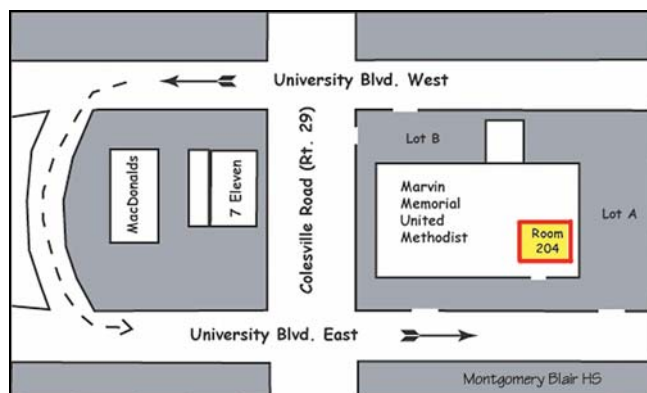 University Blvd. West
MacDonalds
7 Eleven
Colesville Road (Rt. 29)
Lot B
Marvin
Memorial
United
Methodist
Room
204
Lot A
University Blvd. East
Montgomery Blair HS